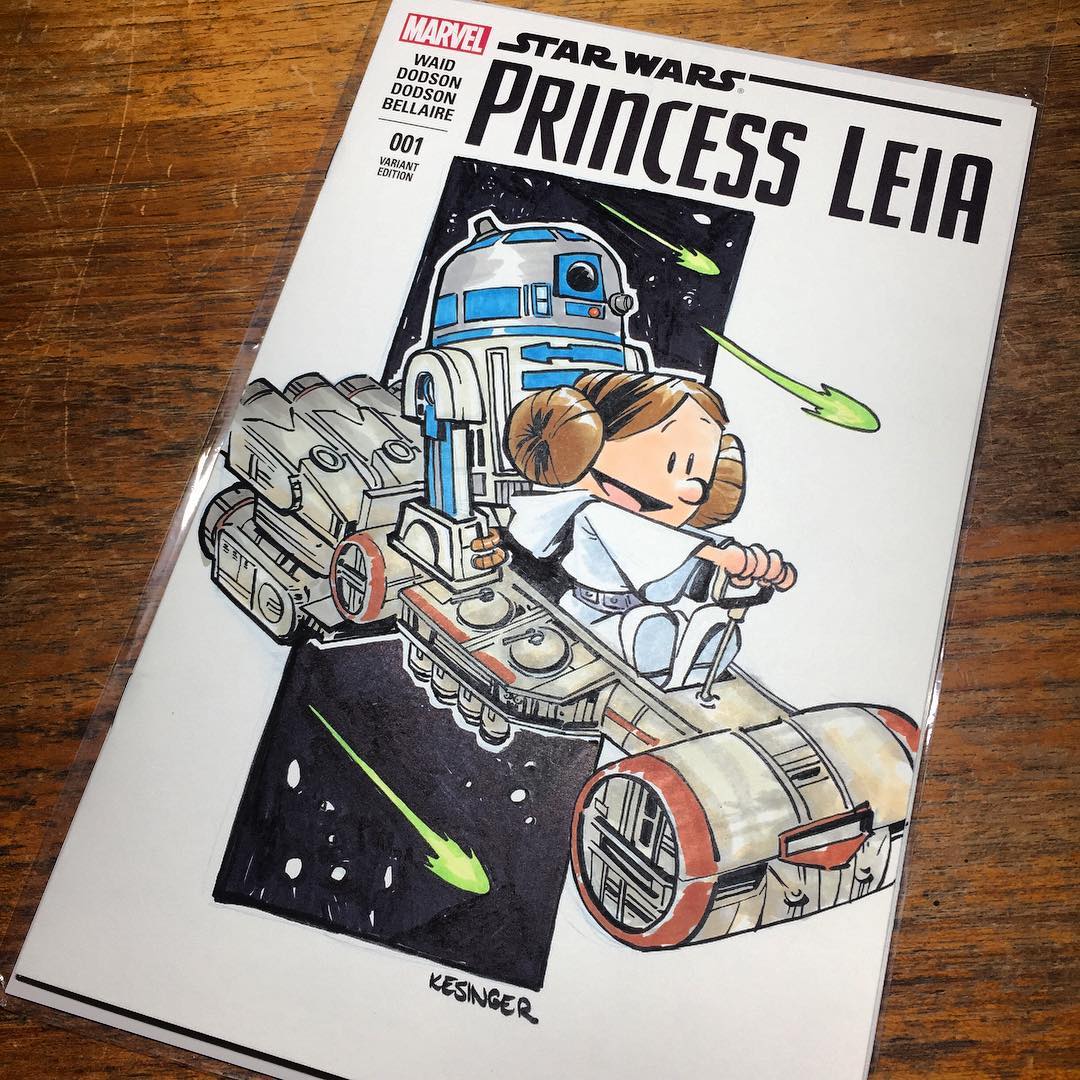 MARVEL
STAR WARS®
PRINCESS LEIA
WAID
DODSON
DODSON
BELLAIRE
001
VARIANT
EDITION
KESINGER